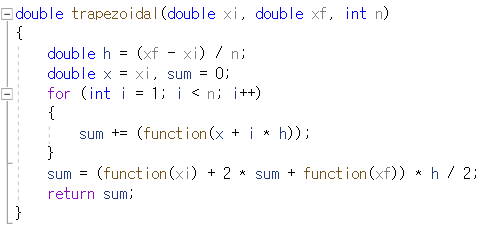 double trapezoidal(double xi, double xf, int n)
{
    double h = (xf - xi) / n;
    double x = xi, sum = 0;
    for (int i = 1; i < n; i++)
    {
        sum += (function(x + i * h));
    }
    sum = (function(xi) + 2 * sum + function(xf)) * h / 2;
    return sum;
}